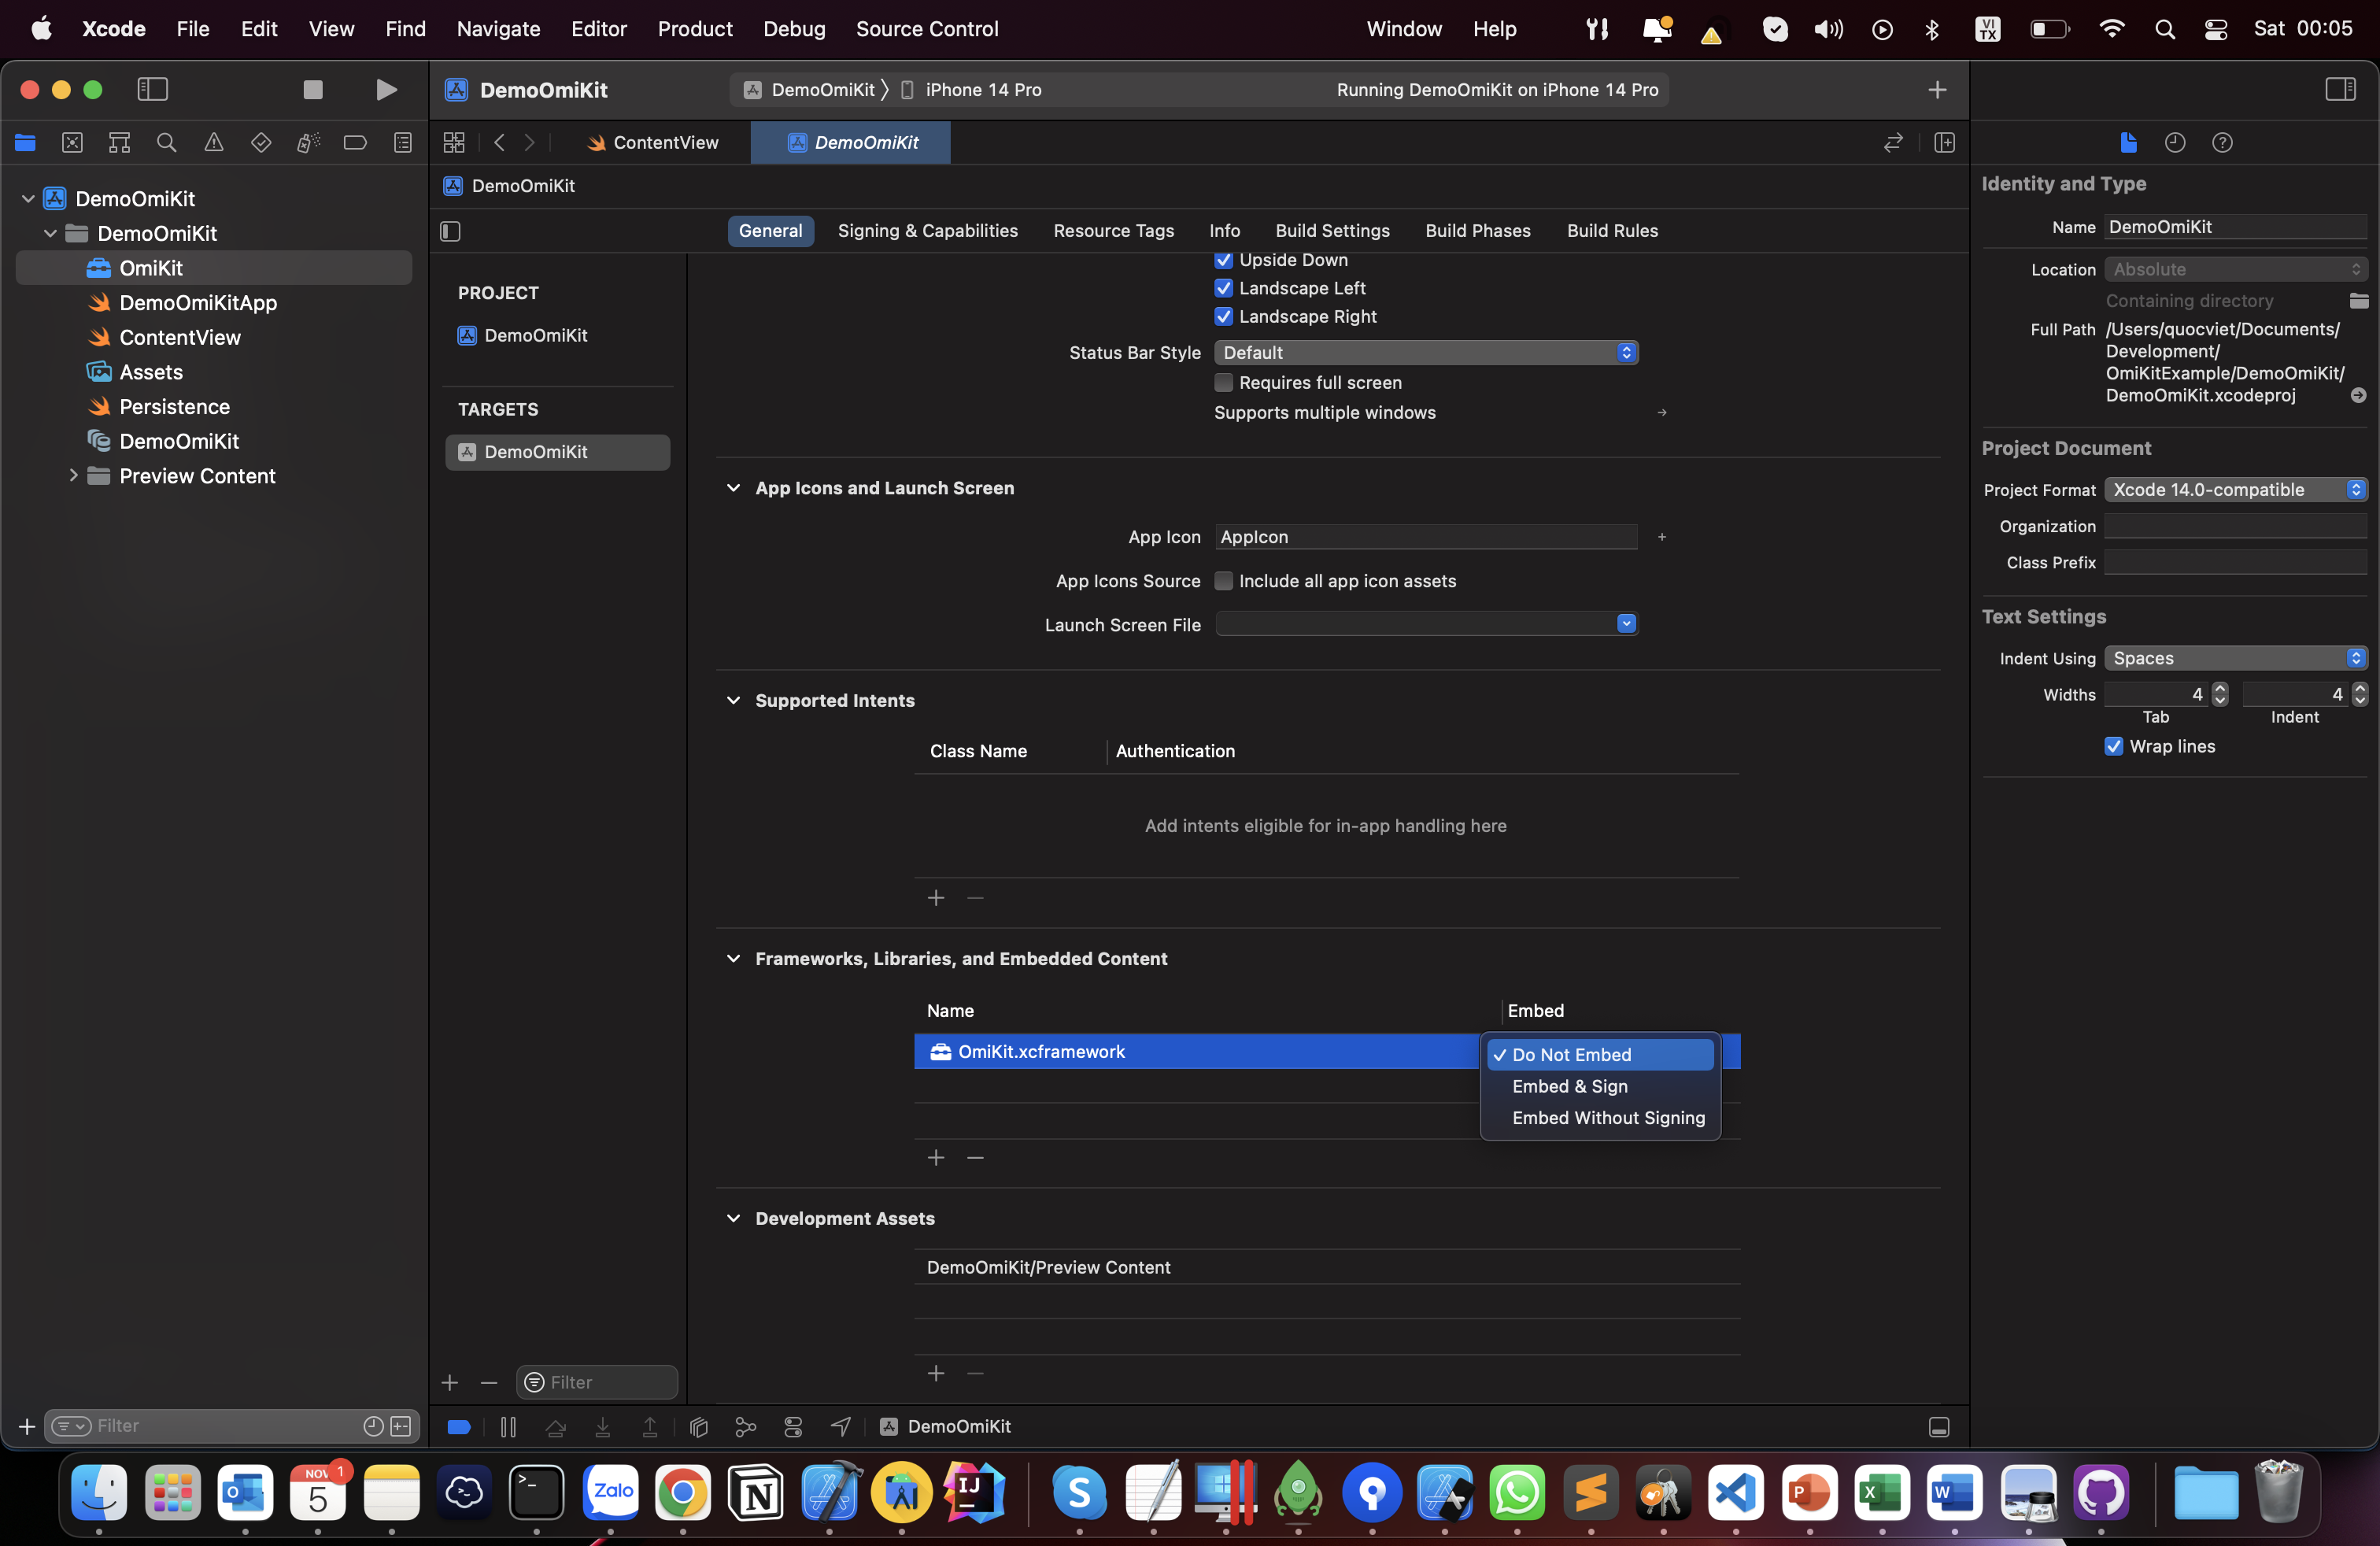 Xcode File Edit View Find Navigate Editor Product Debug Source Control Window Help VI TX Sat 00:05
DemoOmiKit DemoOmiKit iPhone 14 Pro Running DemoOmiKit on iPhone 14 Pro
ContentView DemoOmiKit
DemoOmiKit
General Signing & Capabilities Resource Tags Info Build Settings Build Phases Build Rules
DemoOmiKit
DemoOmiKit
OmiKit
DemoOmiKitApp
ContentView
Assets
Persistence
DemoOmiKit
Preview Content
Filter
PROJECT
DemoOmiKit
TARGETS
DemoOmiKit
Filter
Upside Down
Landscape Left
Landscape Right
Status Bar Style Default
Requires full screen
Supports multiple windows
App Icons and Launch Screen
App Icon AppIcon
App Icons Source Include all app icon assets
Launch Screen File
Supported Intents
Class Name Authentication
Add intents eligible for in-app handling here
Frameworks, Libraries, and Embedded Content
Name Embed
OmiKit.xcframework Do Not Embed
Embed & Sign
Embed Without Signing
Development Assets
DemoOmiKit/Preview Content
DemoOmiKit
Identity and Type
Name DemoOmiKit
Location Absolute
Containing directory
Full Path /Users/quocviet/Documents/
Development/
OmiKitExample/DemoOmiKit/
DemoOmiKit.xcodeproj
Project Document
Project Format Xcode 14.0-compatible
Organization
Class Prefix
Text Settings
Indent Using Spaces
Widths 4 4
Tab Indent
Wrap lines
NOV 1
5
Zalo
IJ